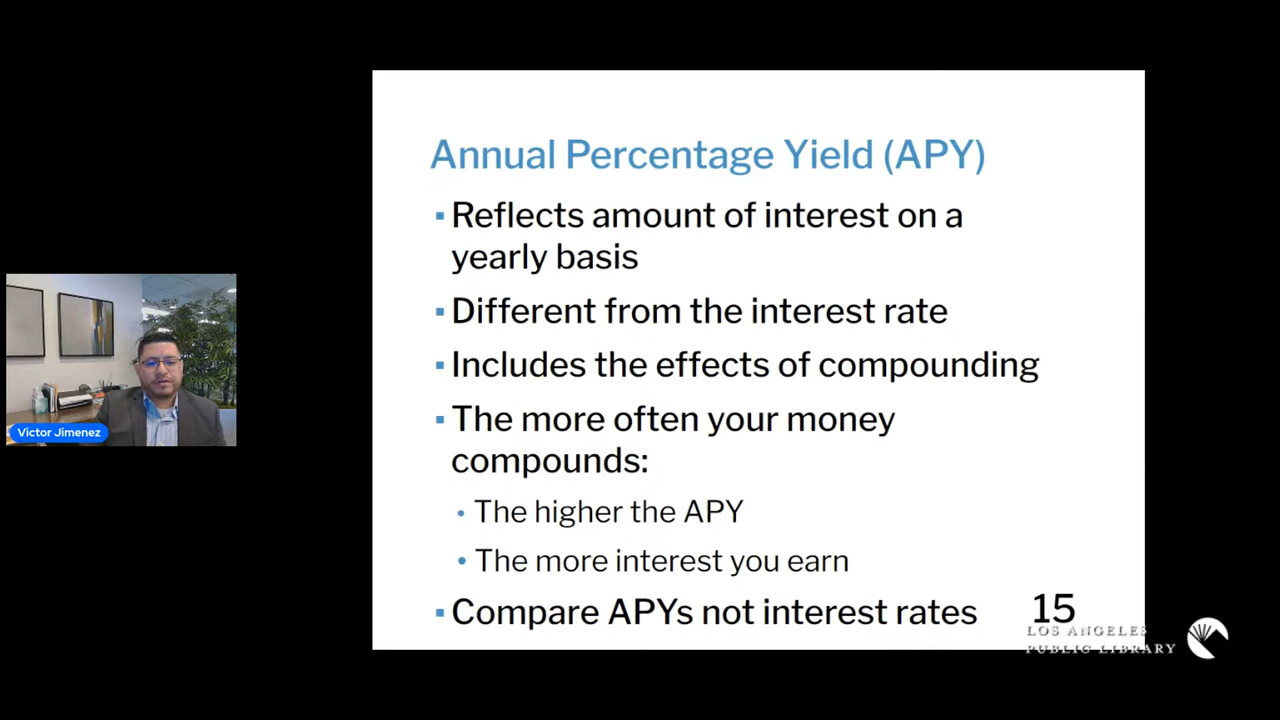 Annual Percentage Yield (APY)
▪ Reflects amount of interest on a
yearly basis
▪ Different from the interest rate
▪ Includes the effects of compounding
▪ The more often your money
compounds:
• The higher the APY
• The more interest you earn
▪ Compare APYs not interest rates
15
LOS ANGELES
PUBLIC LIBRARY
Victor Jimenez